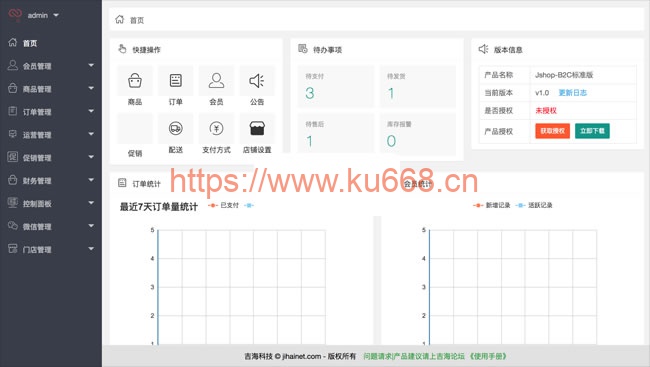 admin
首页
会员管理
商品管理
订单管理
运营管理
促销管理
财务管理
控制面板
微信管理
门店管理
首页
快捷操作
商品
订单
会员
公告
促销
配送
支付方式
店铺设置
待办事项
待支付
3
待发货
1
待售后
1
库存报警
0
版本信息
产品名称 Jshop-B2C标准版
当前版本 v1.0 更新日志
是否授权 未授权
产品授权 获取授权 立即下载
https://www.ku668.cn
订单统计
最近7天订单量统计 已支付
5
4
3
2
1
会员统计
新增记录 活跃记录
5
4
3
2
1
吉海科技 © jihainet.com - 版权所有 问题请求|产品建议请上吉海论坛 《使用手册》